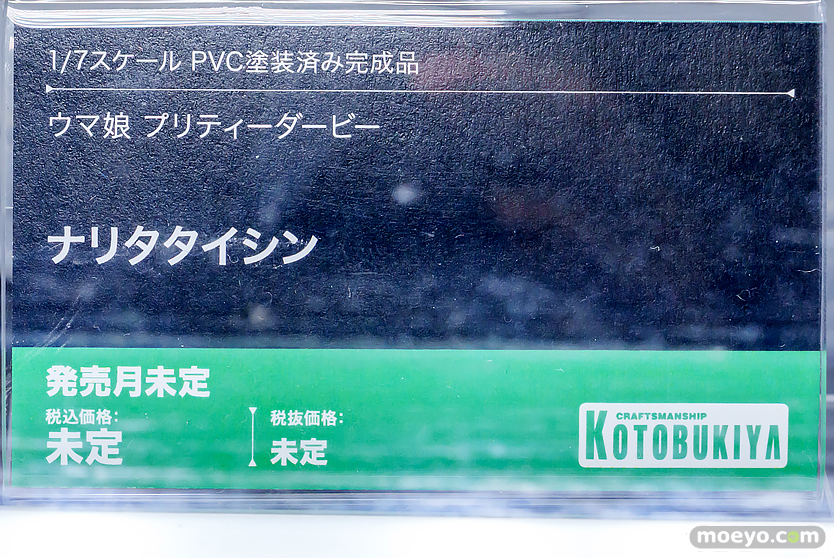 1/7スケール PVC塗装済み完成品
ウマ娘 プリティーダービー
ナリタタイシン
発売月未定
税込価格:
未定
税抜価格:
未定
CRAFTSMANSHIP
KOTOBUKIYA
moeyo.com